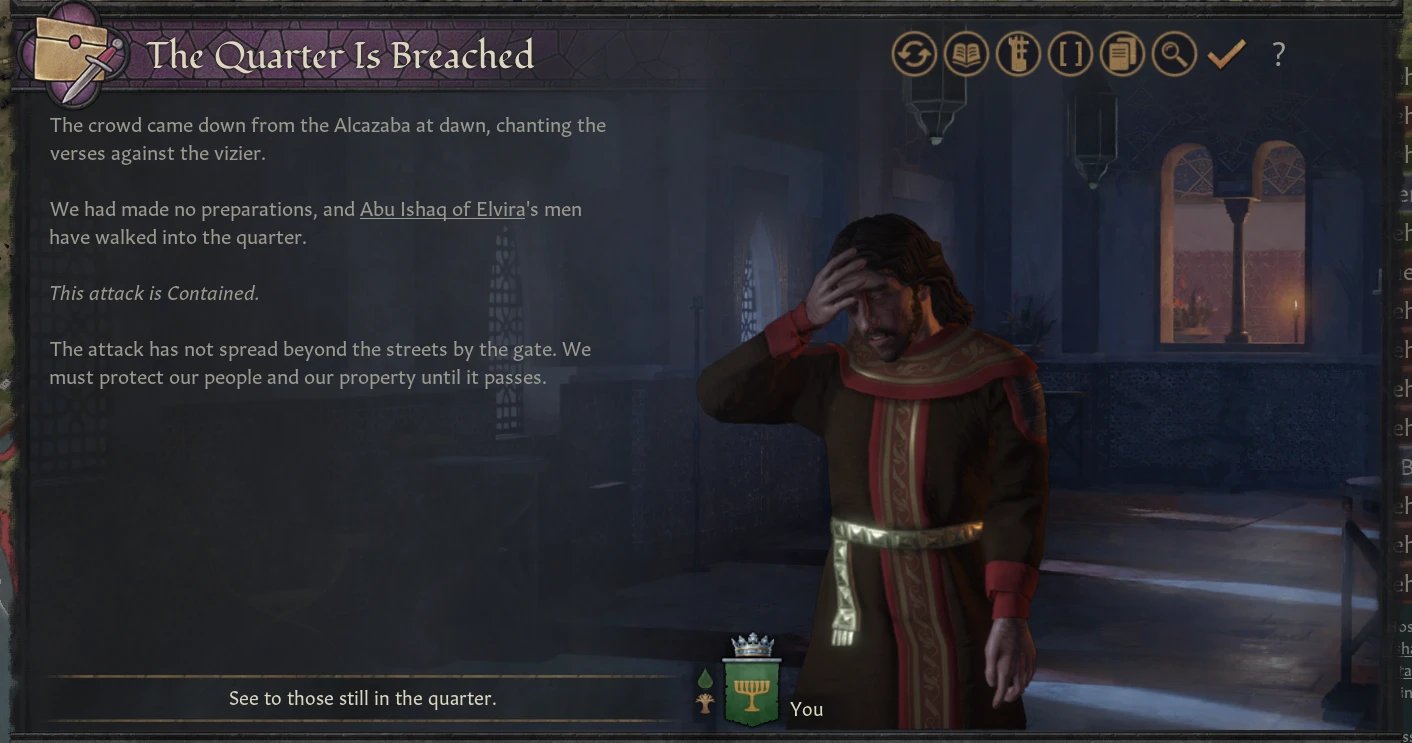 The Quarter Is Breached
?
The crowd came down from the Alcazaba at dawn, chanting the
verses against the vizier.
We had made no preparations, and Abu Ishaq of Elvira's men
have walked into the quarter.
This attack is Contained.
The attack has not spread beyond the streets by the gate. We
must protect our people and our property until it passes.
See to those still in the quarter.
You